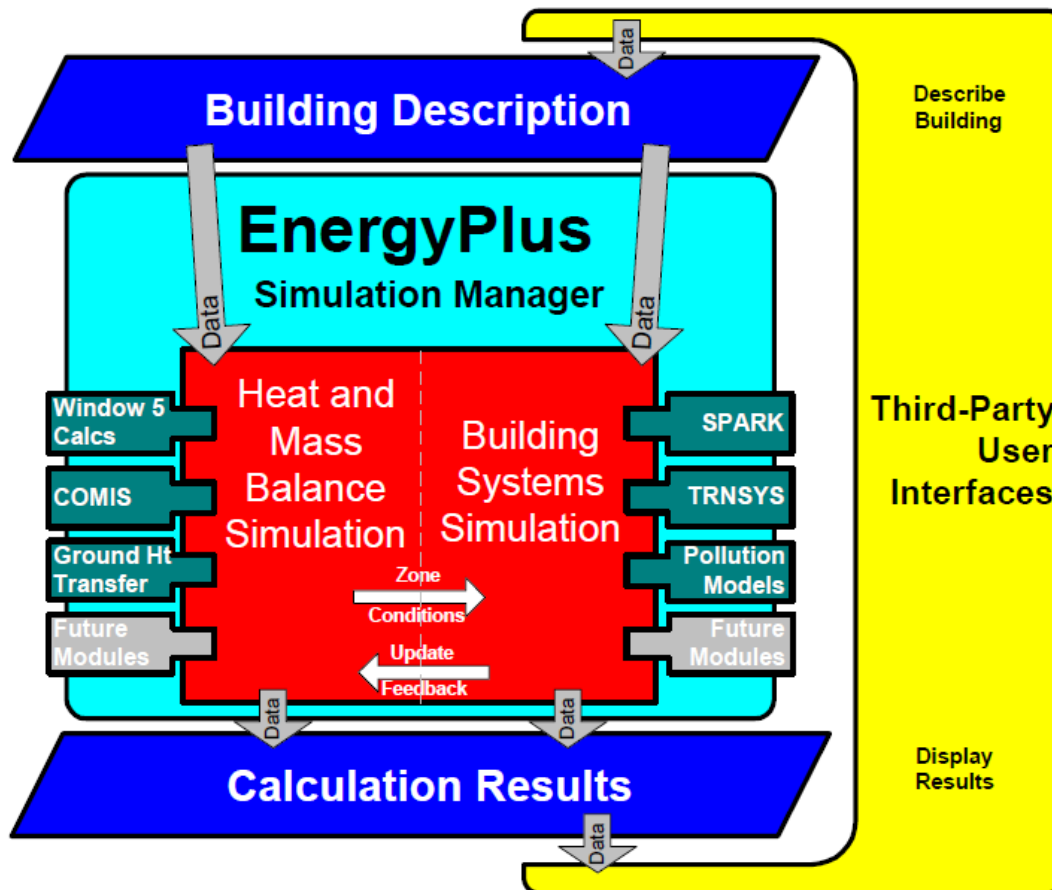 Data
Building Description
Describe
Building
EnergyPlus
Simulation Manager
Data
Data
Heat and
Mass
Balance
Simulation
Building
Systems
Simulation
Window 5
Calcs
COMIS
Ground Ht
Transfer
Future
Modules
SPARK
TRNSYS
Pollution
Models
Future
Modules
Zone
Conditions
Update
Feedback
Third-Party
User
Interfaces
Data
Data
Calculation Results
Display
Results
Data